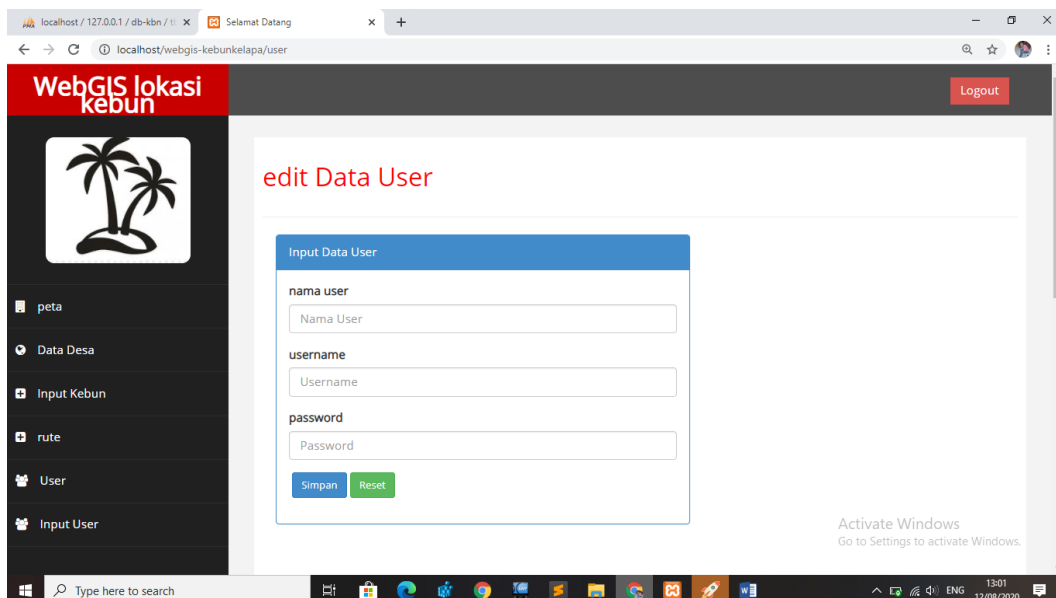 localhost / 127.0.0.1 / db-kbn / t
Selamat Datang
localhost/webgis-kebunkelapa/user
WebGIS lokasi
kebun
Logout
edit Data User
Input Data User
nama user
Nama User
username
Username
password
Password
Simpan
Reset
peta
Data Desa
Input Kebun
rute
User
Input User
Activate Windows
Go to Settings to activate Windows.
Type here to search
ENG
13:01
12/08/2020